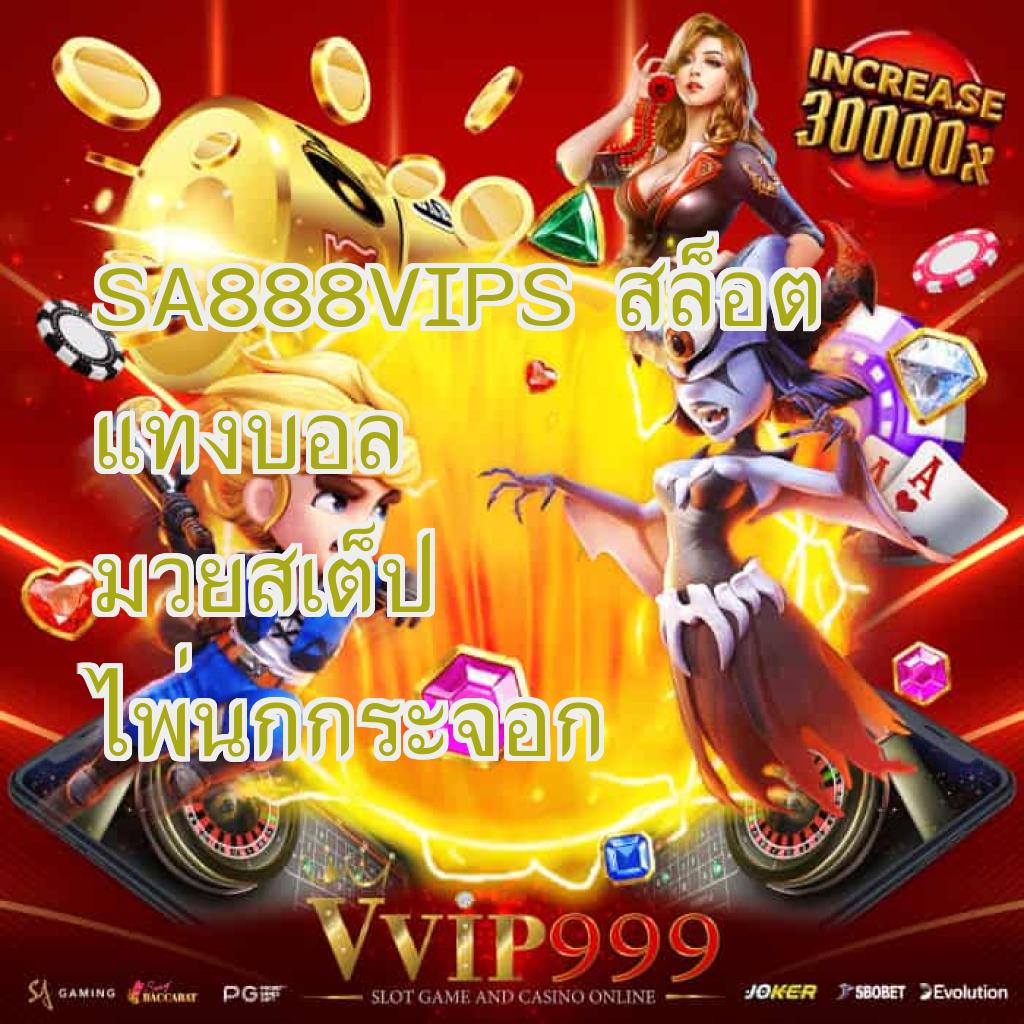 INCREASE
30000x
SA888VIPS สล็อต
แทงบอล
มวยสเต็ป
ไพ่นกกระจอก
A
A
VVIP999
SLOT GAME AND CASINO ONLINE
SA GAMING
Sexy
BACCARAT
PG
JOKER
SBOBET
Evolution